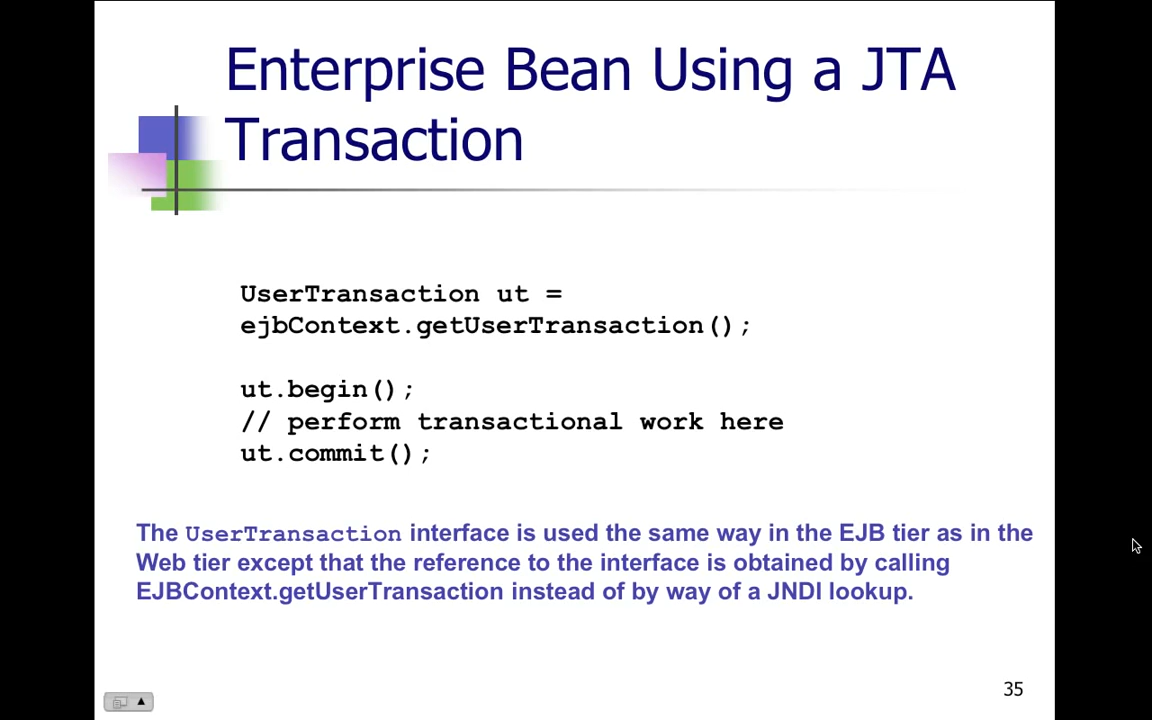 Enterprise Bean Using a JTA
Transaction
UserTransaction ut =
ejbContext.getUserTransaction();
ut.begin();
// perform transactional work here
ut.commit();
The UserTransaction interface is used the same way in the EJB tier as in the
Web tier except that the reference to the interface is obtained by calling
EJBContext.getUserTransaction instead of by way of a JNDI lookup.
35